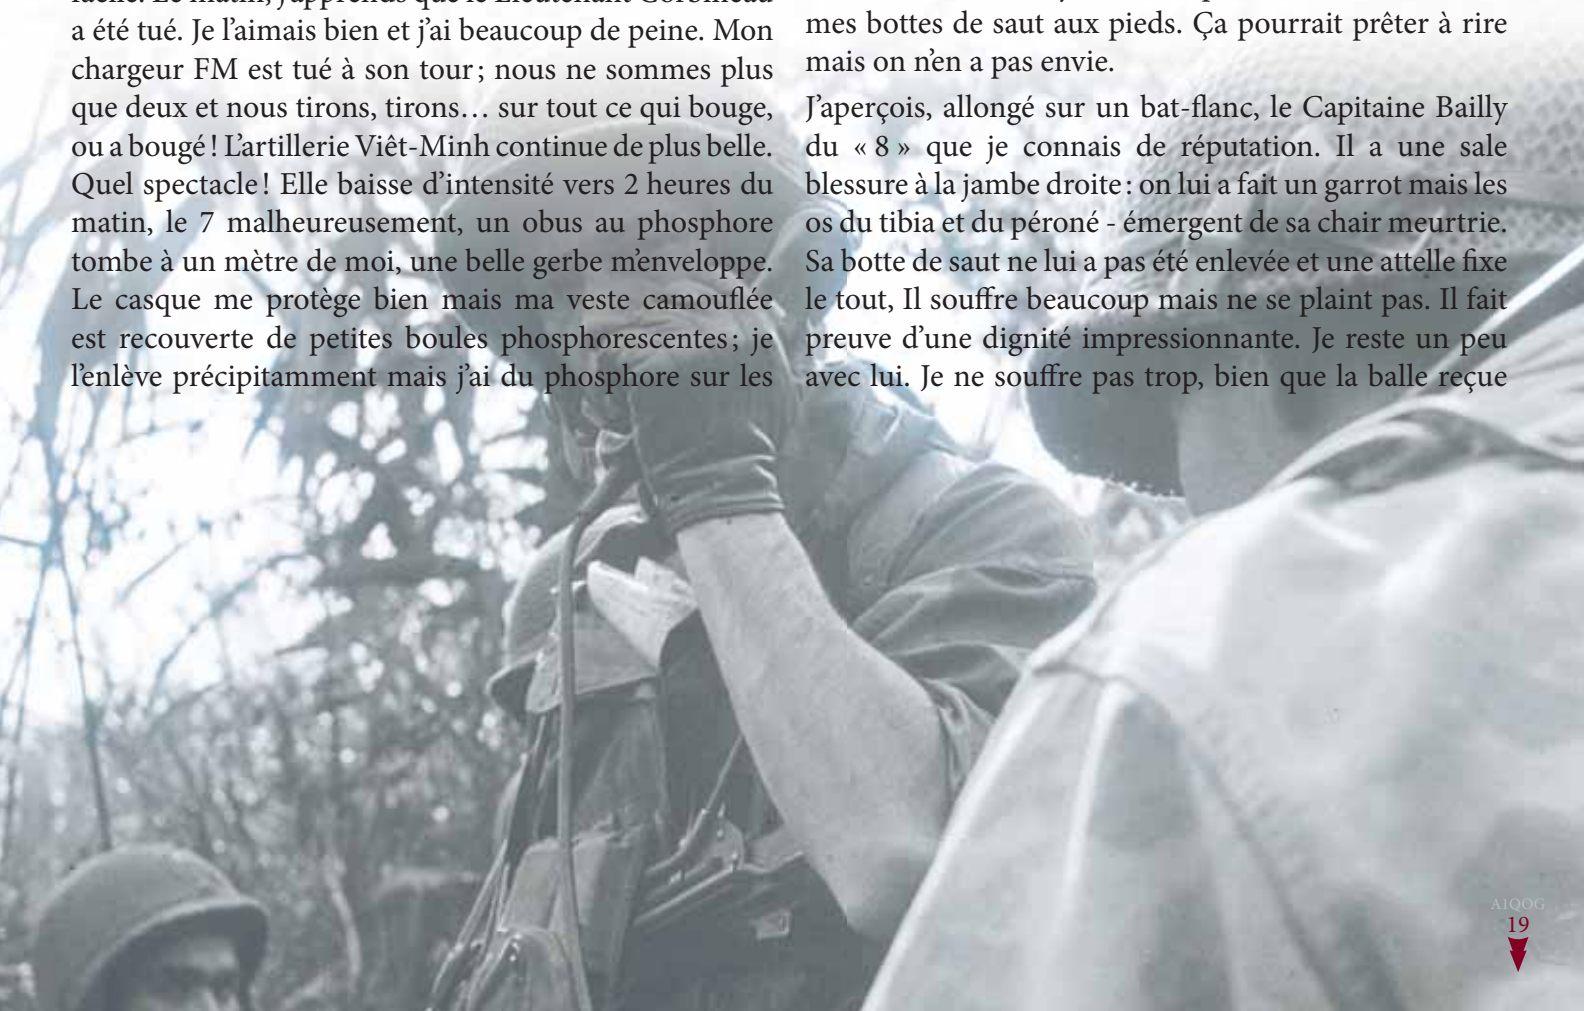 a été tué. Je l'aimais bien et j'ai beaucoup de peine. Mon
chargeur FM est tué à son tour ; nous ne sommes plus
que deux et nous tirons, tirons… sur tout ce qui bouge,
ou a bougé ! L'artillerie Viêt-Minh continue de plus belle.
Quel spectacle ! Elle baisse d'intensité vers 2 heures du
matin, le 7 malheureusement, un obus au phosphore
tombe à un mètre de moi, une belle gerbe m'enveloppe.
Le casque me protège bien mais ma veste camouflée
est recouverte de petites boules phosphorescentes ; je
l'enlève précipitamment mais j'ai du phosphore sur les
mes bottes de saut aux pieds. Ça pourrait prêter à rire
mais on n'en a pas envie.
J'aperçois, allongé sur un bat-flanc, le Capitaine Bailly
du « 8 » que je connais de réputation. Il a une sale
blessure à la jambe droite : on lui a fait un garrot mais les
os du tibia et du péroné - émergent de sa chair meurtrie.
Sa botte de saut ne lui a pas été enlevée et une attelle fixe
le tout, Il souffre beaucoup mais ne se plaint pas. Il fait
preuve d'une dignité impressionnante. Je reste un peu
avec lui. Je ne souffre pas trop, bien que la balle reçue
A1QOG
19